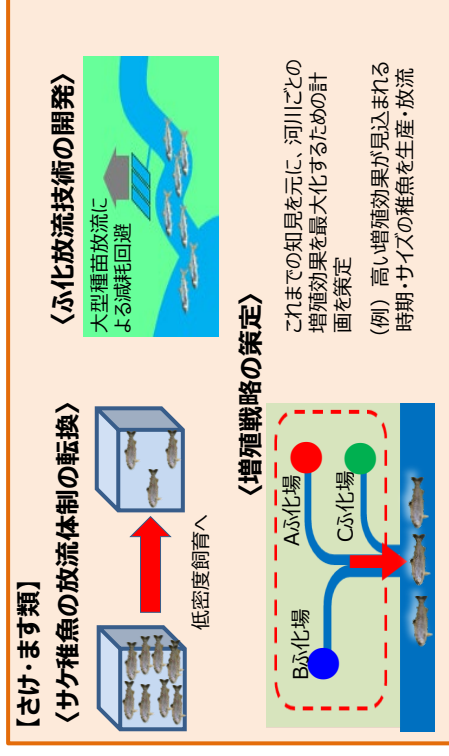 【さけ・ます類】
〈サケ稚魚の放流体制の転換〉
低密度飼育へ
〈ふ化放流技術の開発〉
大型種苗放流に
よる減耗回避
〈増殖戦略の策定〉
Aふ化場
Bふ化場
Cふ化場
これまでの知見を元に、河川ごとの
増殖効果を最大化するための計
画を策定
（例）高い増殖効果が見込まれる
時期・サイズの稚魚を生産・放流